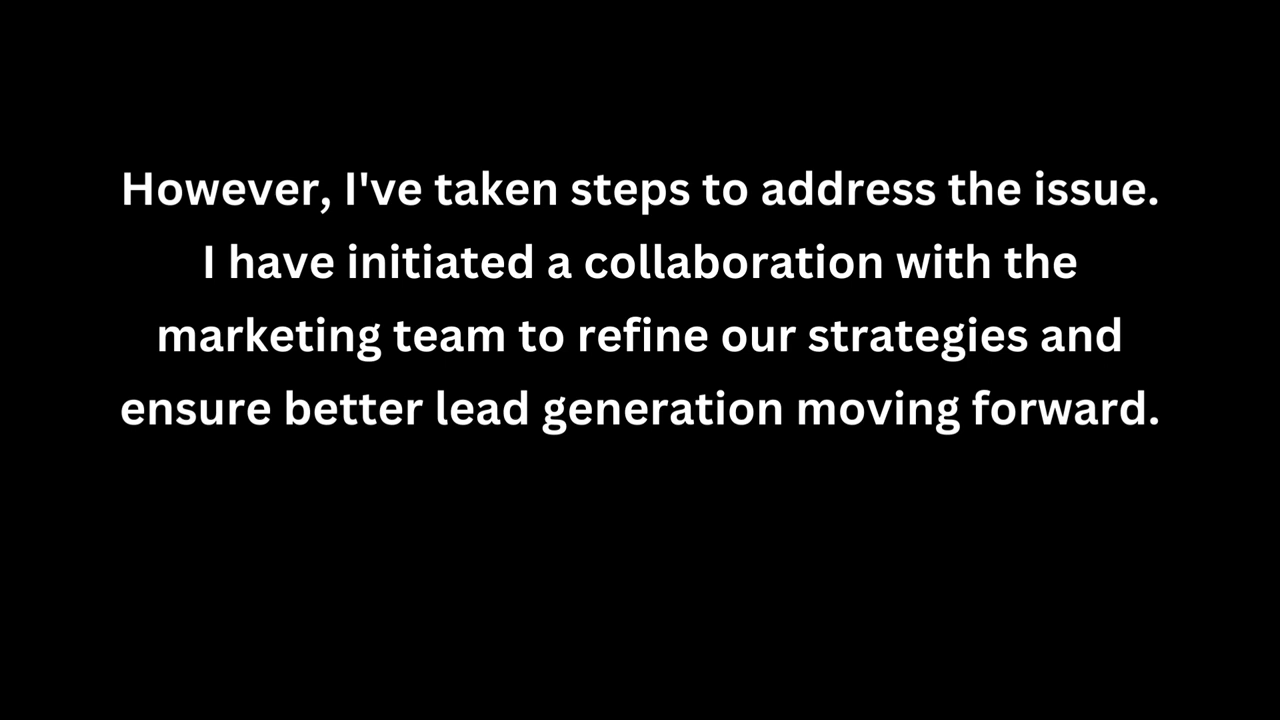 However, I've taken steps to address the issue.
I have initiated a collaboration with the
marketing team to refine our strategies and
ensure better lead generation moving forward.